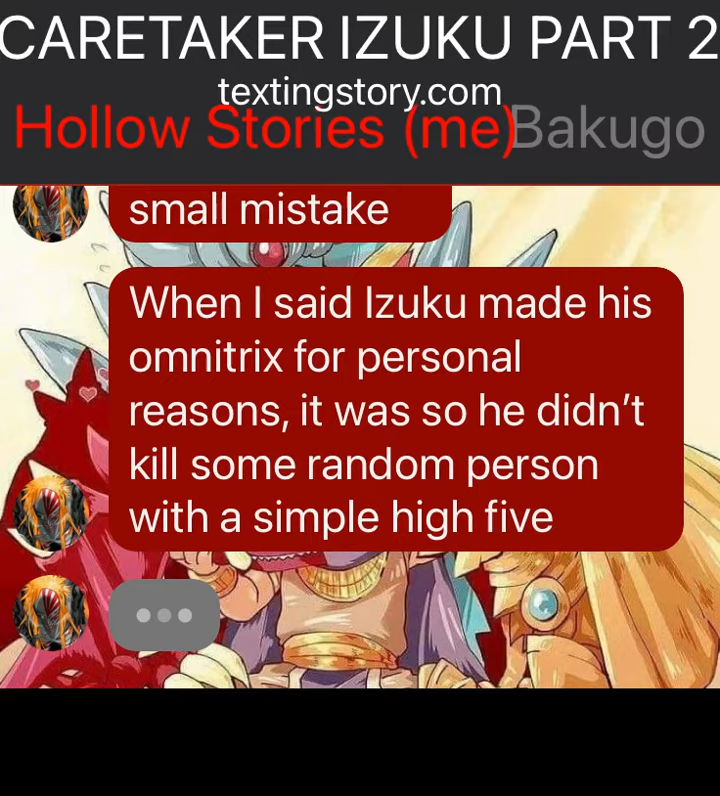 CARETAKER IZUKU PART 2
textingstory.com
Hollow Stories (me)Bakugo
small mistake
When I said Izuku made his
omnitrix for personal
reasons, it was so he didn’t
kill some random person
with a simple high five